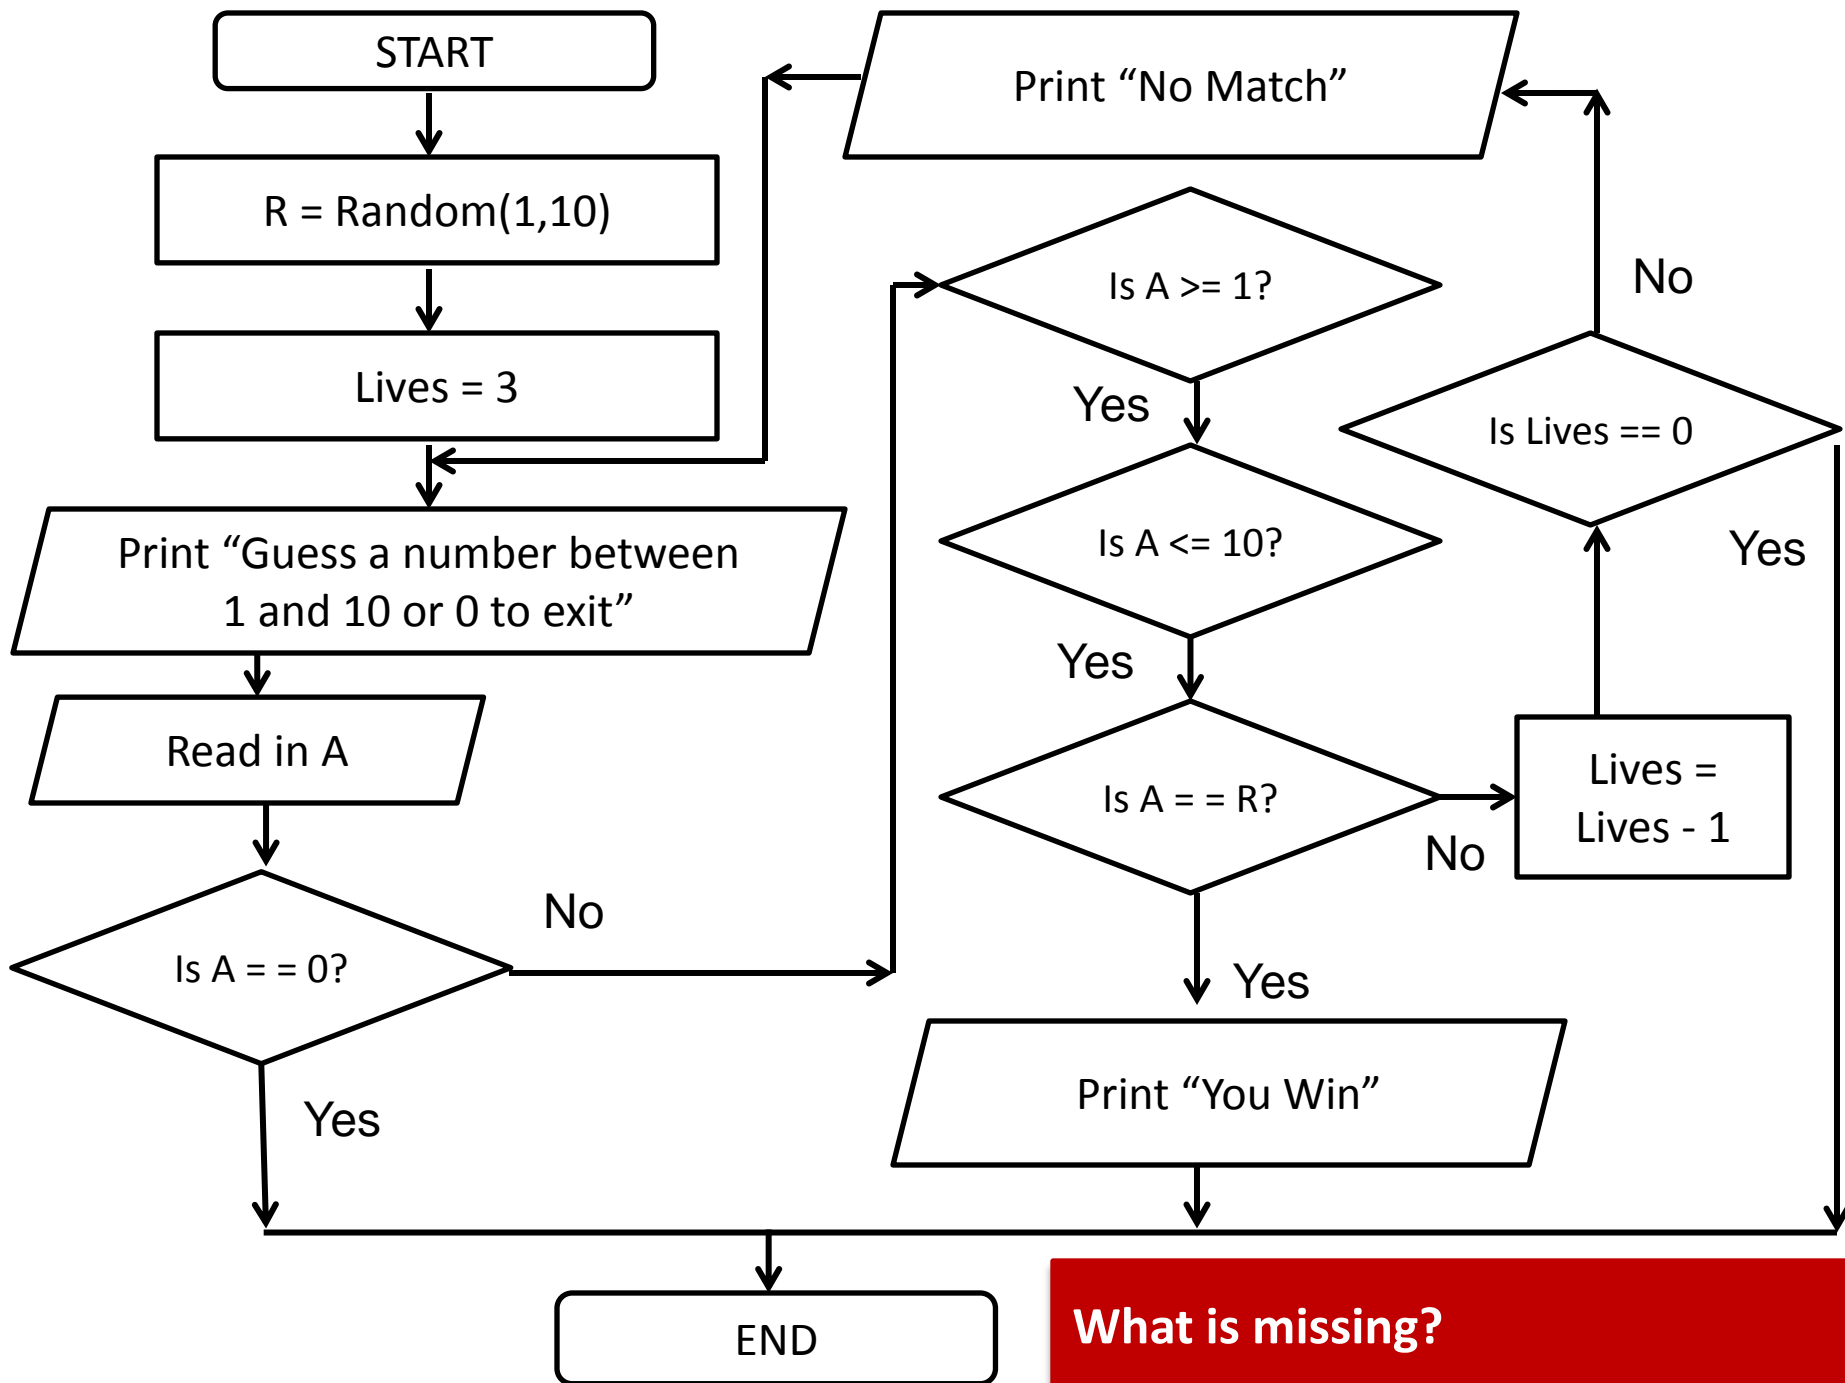 START
R = Random(1,10)
Lives = 3
Print “Guess a number between
1 and 10 or 0 to exit”
Read in A
Is A = = 0?
No
Yes
Print “No Match”
Is A >= 1?
Yes
Is A <= 10?
Yes
Is A = = R?
No
Yes
Lives =
Lives - 1
Is Lives == 0
No
Yes
Print “You Win”
END
What is missing?